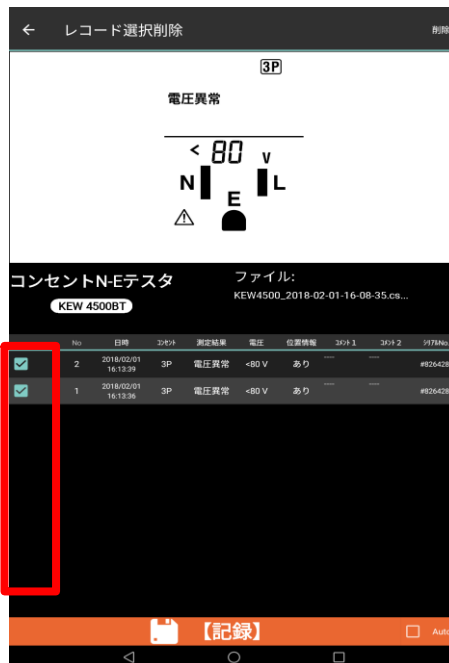 レコード選択削除 削除
3P
電圧異常
< 80 v
N L
E
コンセントN-Eテスタ ファイル:
KEW 4500BT KEW4500_2018-02-01-16-08-35.cs...
No 日時 コンセント 測定結果 電圧 位置情報 コメント1 コメント2 シリアルNo.
2 2018/02/01 16:13:39 3P 電圧異常 <80 V あり ---- ---- #826428
1 2018/02/01 16:13:36 3P 電圧異常 <80 V あり ---- ---- #826428
【記録】 Auto